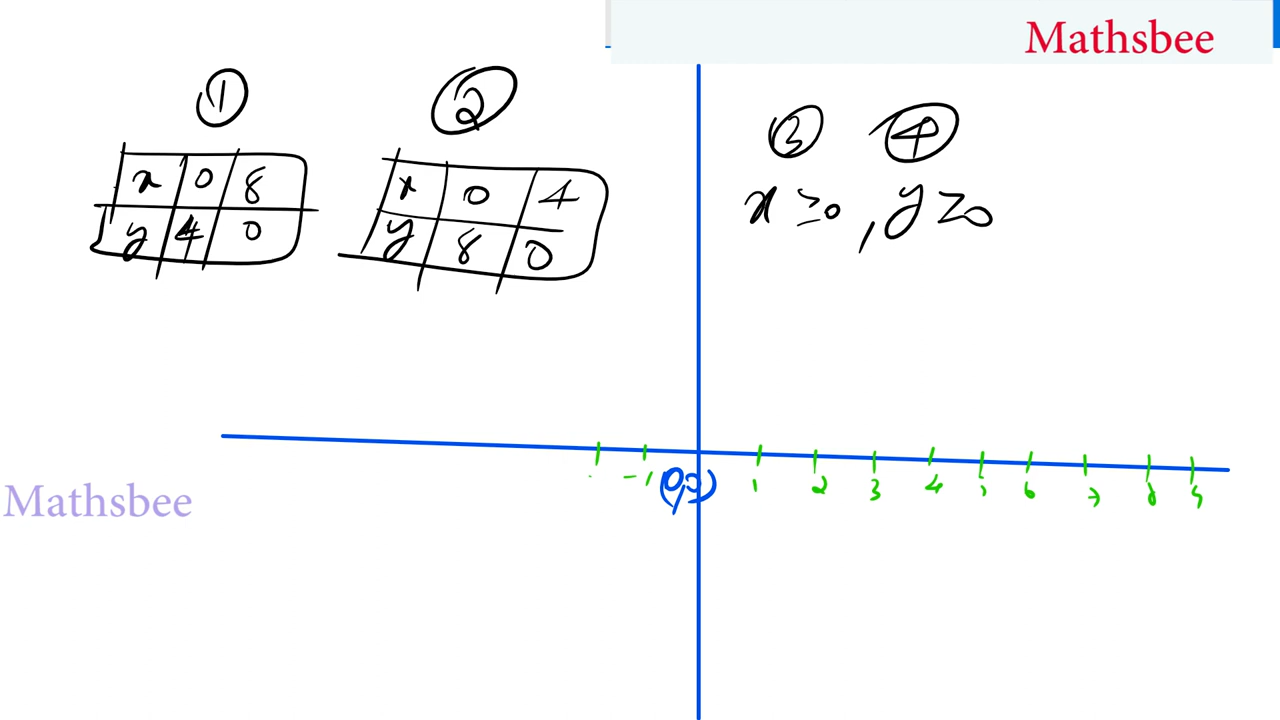 Mathsbee
① ②
③ ④
x 0 8
y 4 0
x 0 4
y 8 0
x ≥0 , y ≥0
-1 (0,0) 1 2 3 4 5 6 7 8 9
Mathsbee